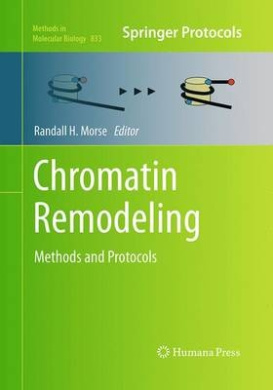 Methods in
Molecular Biology 833
Springer Protocols
Randall H. Morse Editor
Chromatin
Remodeling
Methods and Protocols
Humana Press